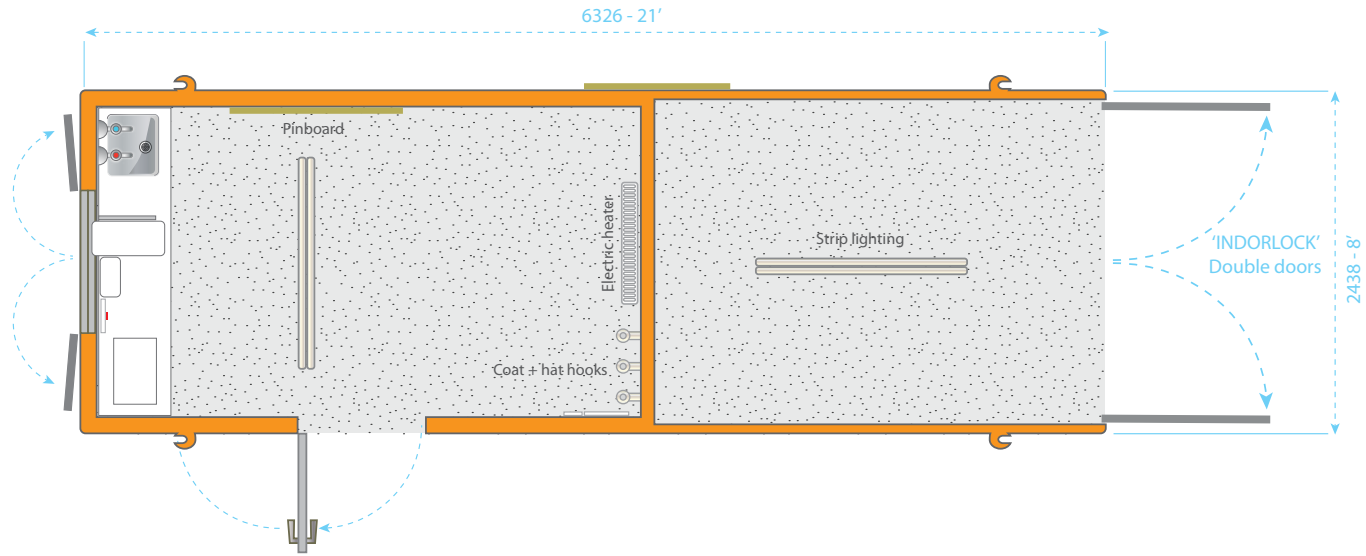 6326 - 21’
Pinboard
Electric heater
Strip lighting
‘INDORLOCK’
Double doors
2438 - 8’
Coat + hat hooks